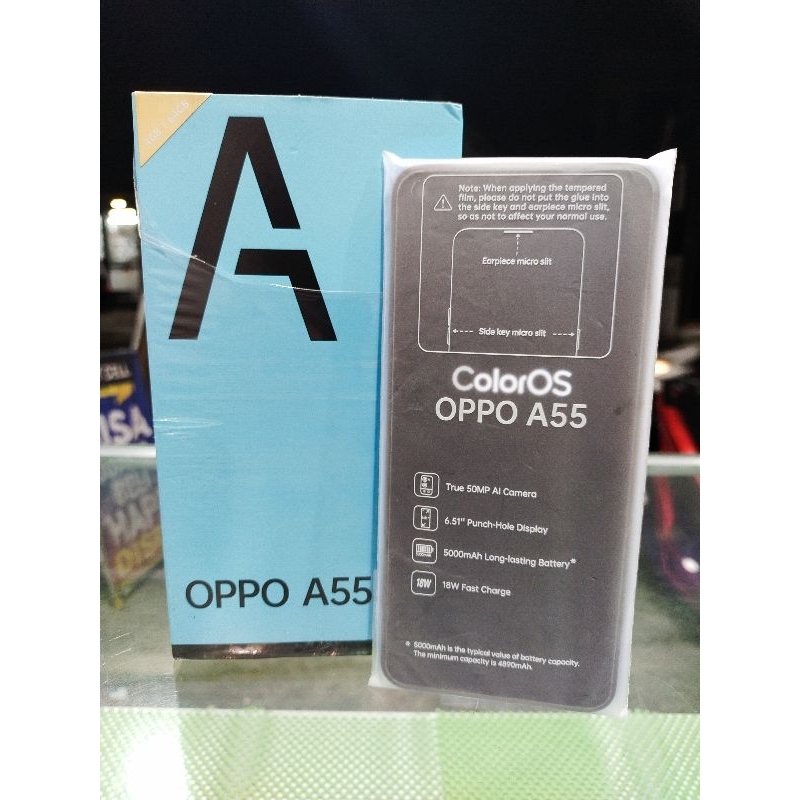 A
OPPO A55
Note: When applying the tempered
film, please do not put the glue into
the side key and earpiece micro slit,
so as not to affect your normal use.
Earpiece micro slit
Side key micro slit
ColorOS
OPPO A55
True 50MP AI Camera
6.51" Punch-Hole Display
5000mAh Long-lasting Battery*
18W
18W Fast Charge
* 5000mAh is the typical value of battery capacity.
The minimum capacity is 4890mAh.
CELL
ISA